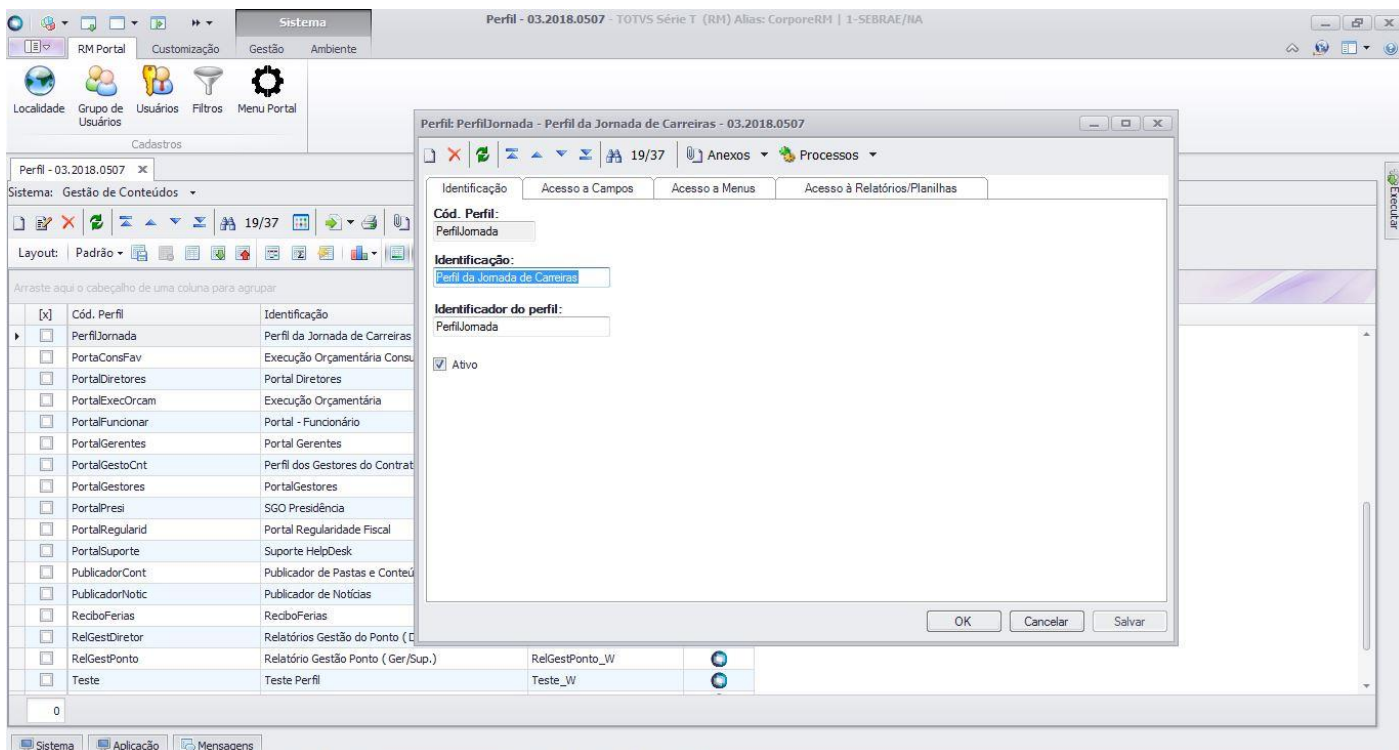 Sistema
Perfil - 03.2018.0507 - TOTVS Série T (RM) Alias: CorporeRM | 1-SEBRAE/NA
RM Portal Customização Gestão Ambiente
Localidade Grupo de Usuários Usuários Filtros Menu Portal
Cadastros
Perfil - 03.2018.0507
Sistema: Gestão de Conteúdos
19/37
Layout: Padrão
Arraste aqui o cabeçalho de uma coluna para agrupar
[x] Cód. Perfil Identificação
PerfilJornada Perfil da Jornada de Carreiras
PortaConsFav Execução Orçamentária Consu
PortalDiretores Portal Diretores
PortalExecOrcam Execução Orçamentária
PortalFuncionar Portal - Funcionário
PortalGerentes Portal Gerentes
PortalGestoCnt Perfil dos Gestores do Contrat
PortalGestores PortalGestores
PortalPresi SGO Presidência
PortalRegularid Portal Regularidade Fiscal
PortalSuporte Suporte HelpDesk
PublicadorCont Publicador de Pastas e Conteú
PublicadorNotic Publicador de Notícias
ReciboFerias ReciboFerias
RelGestDiretor Relatórios Gestão do Ponto ( D
RelGestPonto Relatório Gestão Ponto ( Ger/Sup.) RelGestPonto_W
Teste Teste Perfil Teste_W
0
Sistema Aplicação Mensagens
Perfil: PerfilJornada - Perfil da Jornada de Carreiras - 03.2018.0507
19/37 Anexos Processos
Identificação Acesso a Campos Acesso a Menus Acesso à Relatórios/Planilhas
Cód. Perfil:
PerfilJornada
Identificação:
Perfil da Jornada de Carreiras
Identificador do perfil:
PerfilJornada
Ativo
OK Cancelar Salvar
Executar